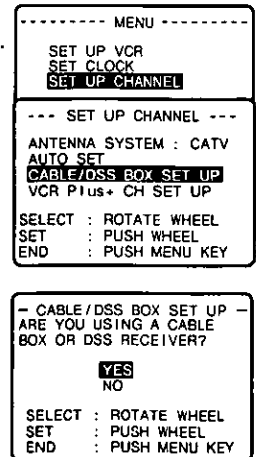 --------- MENU ---------
SET UP VCR
SET CLOCK
SET UP CHANNEL
--- SET UP CHANNEL ---
ANTENNA SYSTEM : CATV
AUTO SET
CABLE/DSS BOX SET UP
VCR Plus+ CH SET UP
SELECT : ROTATE WHEEL
SET : PUSH WHEEL
END : PUSH MENU KEY
- CABLE/DSS BOX SET UP -
ARE YOU USING A CABLE
BOX OR DSS RECEIVER?
YES
NO
SELECT : ROTATE WHEEL
SET : PUSH WHEEL
END : PUSH MENU KEY